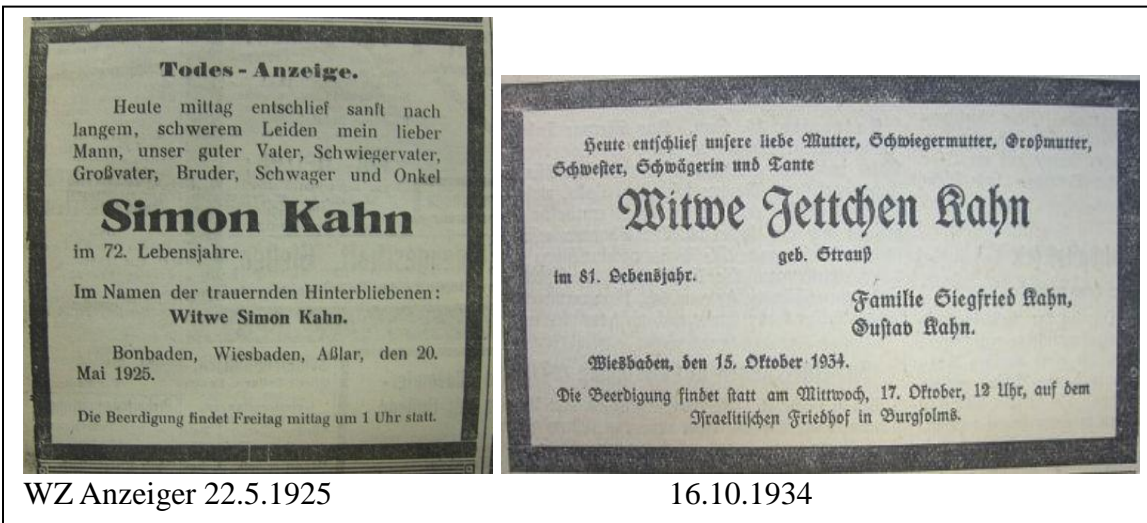 Todes-Anzeige.
Heute mittag entschlief sanft nach
langem, schwerem Leiden mein lieber
Mann, unser guter Vater, Schwiegervater,
Großvater, Bruder, Schwager und Onkel
Simon Kahn
im 72. Lebensjahre.
Im Namen der trauernden Hinterbliebenen:
Witwe Simon Kahn.
Bonbaden, Wiesbaden, Aßlar, den 20.
Mai 1925.
Die Beerdigung findet Freitag mittag um 1 Uhr statt.
Heute entschlief unsere liebe Mutter, Schwiegermutter, Großmutter,
Schwester, Schwägerin und Tante
Witwe Jettchen Kahn
geb. Strauß
im 81. Lebensjahr.
Familie Siegfried Kahn,
Gustav Kahn.
Wiesbaden, den 15. Oktober 1934.
Die Beerdigung findet statt am Mittwoch, 17. Oktober, 12 Uhr, auf dem
Israelitischen Friedhof in Burgsolms.
WZ Anzeiger 22.5.1925
16.10.1934